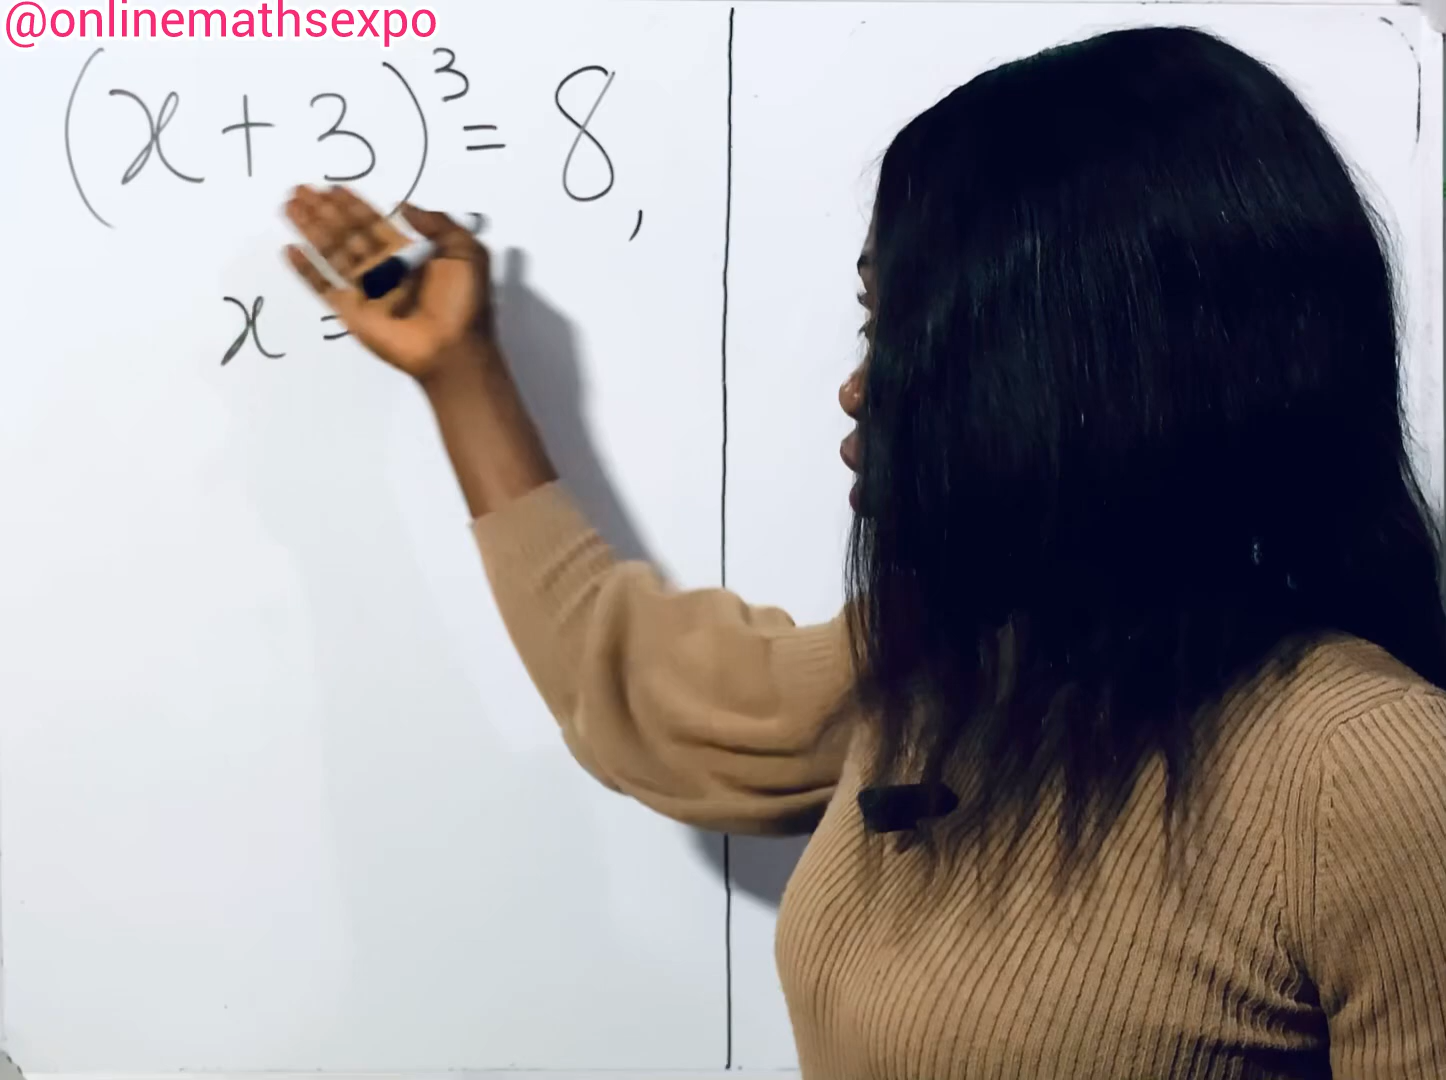 @onlinemathsexpo
(x + 3)³ = 8,
x =